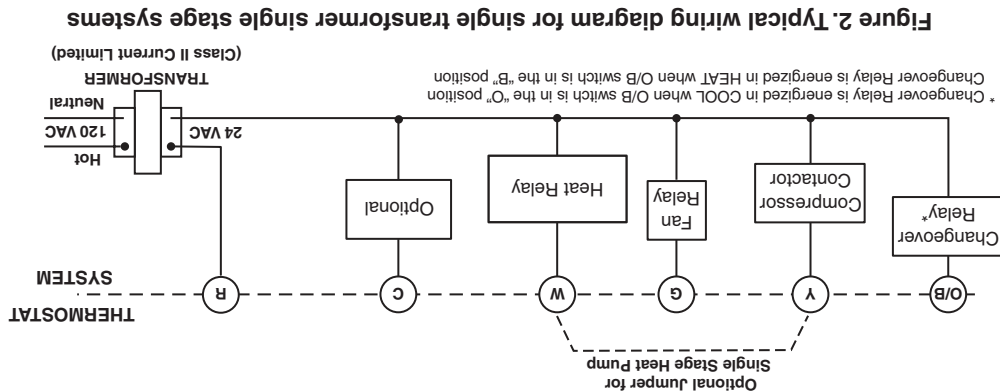 Optional Jumper for
Single Stage Heat Pump
THERMOSTAT
SYSTEM
O/B
Y
G
W
C
R
Changeover
Relay*
Compressor
Contactor
Fan
Relay
Heat Relay
Optional
Hot
24 VAC
120 VAC
Neutral
TRANSFORMER
(Class II Current Limited)
* Changeover Relay is energized in COOL when O/B switch is in the “O” position
Changeover Relay is energized in HEAT when O/B switch is in the “B” position
Figure 2. Typical wiring diagram for single transformer single stage systems